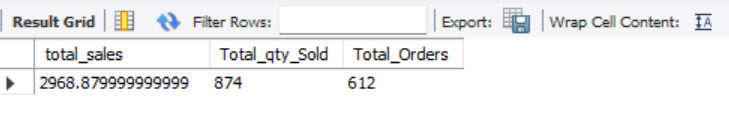 Result Grid Filter Rows: Export: Wrap Cell Content:
total_sales Total_qty_Sold Total_Orders
2968.879999999999 874 612